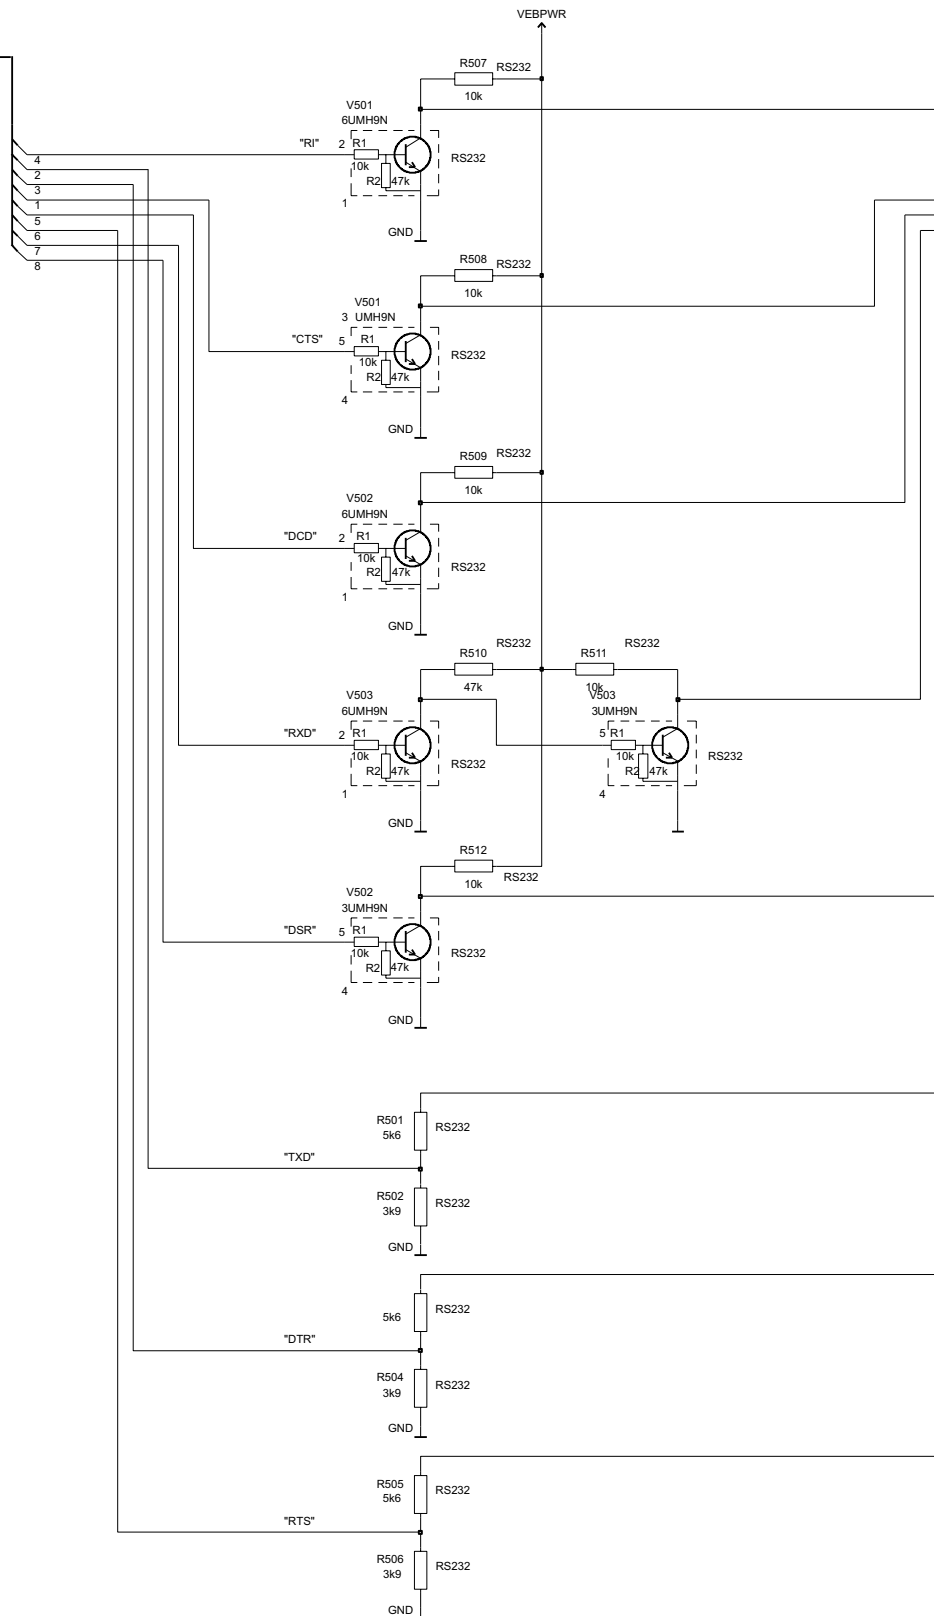 VEBPWR
R507
RS232
10k
V501
6UMH9N
"RI"
2
R1
10k
R2
47k
RS232
1
GND
4
2
3
1
5
6
7
8
R508
RS232
10k
V501
3 UMH9N
"CTS"
5
R1
10k
R2
47k
RS232
4
GND
R509
RS232
10k
V502
6UMH9N
"DCD"
2
R1
10k
R2
47k
RS232
1
GND
R510
RS232
47k
R511
RS232
10k
V503
6UMH9N
"RXD"
2
R1
10k
R2
47k
RS232
1
GND
V503
3UMH9N
5
R1
10k
R2
47k
RS232
4
R512
RS232
10k
V502
3UMH9N
"DSR"
5
R1
10k
R2
47k
RS232
4
GND
R501
5k6
RS232
"TXD"
R502
3k9
RS232
GND
5k6
RS232
"DTR"
R504
3k9
RS232
GND
R505
5k6
RS232
"RTS"
R506
3k9
RS232
GND